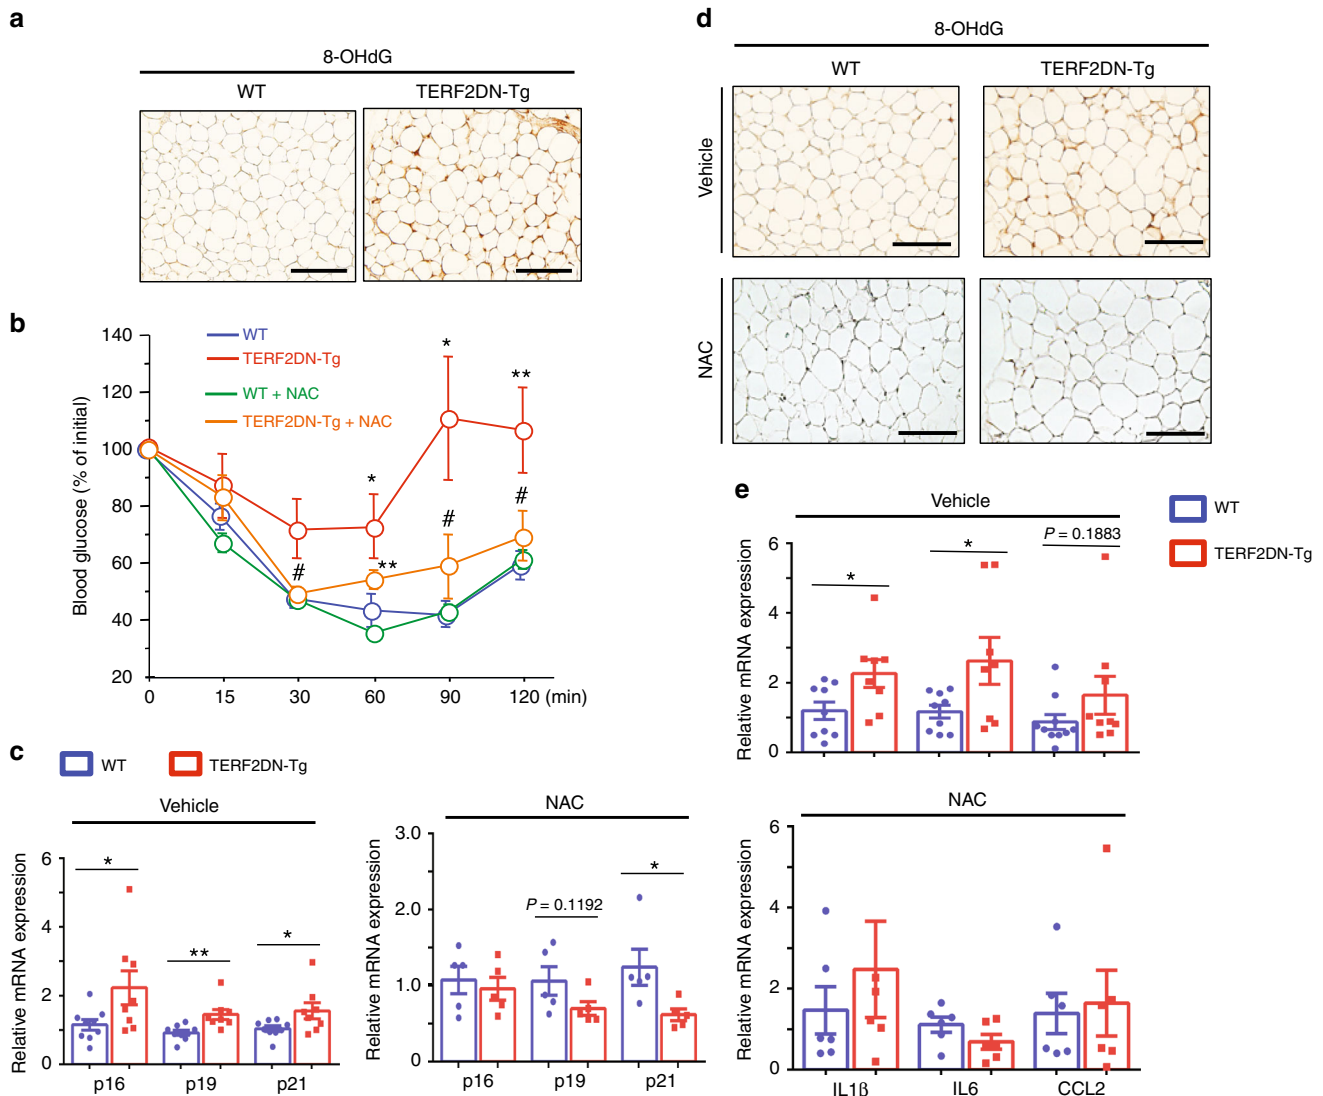 a
8-OHdG
WT
TERF2DN-Tg
b
Blood glucose (% of initial)
140
120
100
80
60
40
20
WT
TERF2DN-Tg
WT + NAC
TERF2DN-Tg + NAC
*
**
*
#
#
**
#
0 15 30 60 90 120 (min)
c
WT
TERF2DN-Tg
Vehicle
Relative mRNA expression
6
4
2
0
*
**
*
p16 p19 p21
NAC
Relative mRNA expression
3.0
2.0
1.0
0
P = 0.1192
*
p16 p19 p21
d
8-OHdG
WT
TERF2DN-Tg
Vehicle
NAC
e
Vehicle
WT
TERF2DN-Tg
Relative mRNA expression
6
4
2
0
*
*
P = 0.1883
NAC
Relative mRNA expression
6
4
2
0
IL1β IL6 CCL2